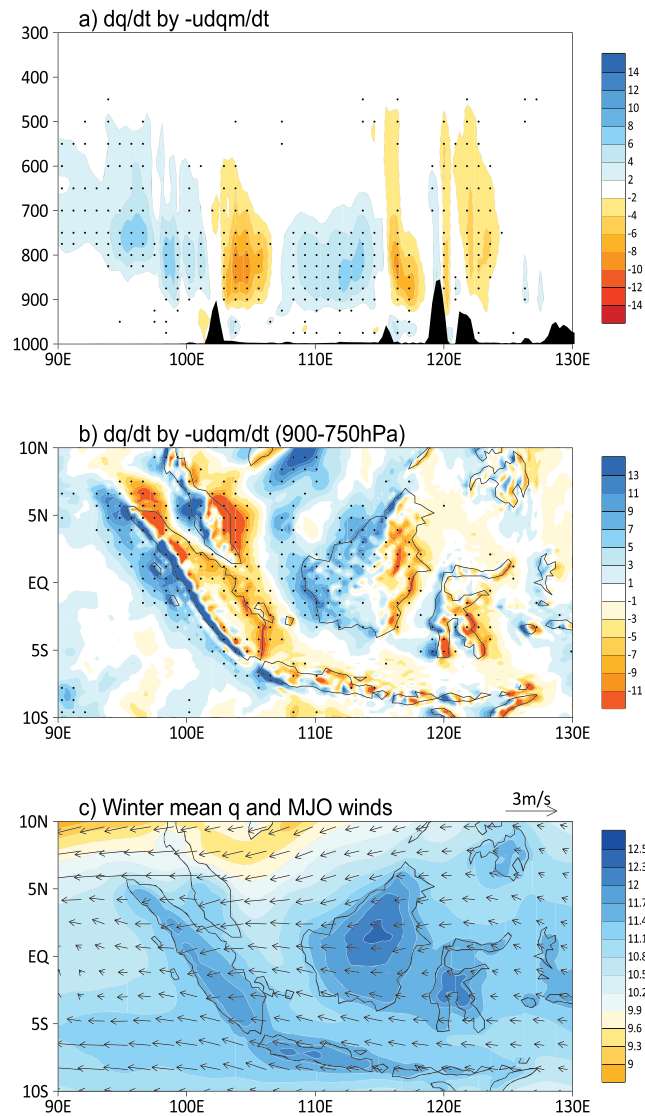 a) dq/dt by -udqm/dt
300
400
500
600
700
800
900
1000
90E 100E 110E 120E 130E
14
12
10
8
6
4
2
-2
-4
-6
-8
-10
-12
-14
b) dq/dt by -udqm/dt (900-750hPa)
10N
5N
EQ
5S
10S
90E 100E 110E 120E 130E
13
11
9
7
5
3
1
-1
-3
-5
-7
-9
-11
c) Winter mean q and MJO winds
3m/s
10N
5N
EQ
5S
10S
90E 100E 110E 120E 130E
12.5
12.3
12
11.7
11.4
11.1
10.8
10.5
10.2
9.9
9.6
9.3
9